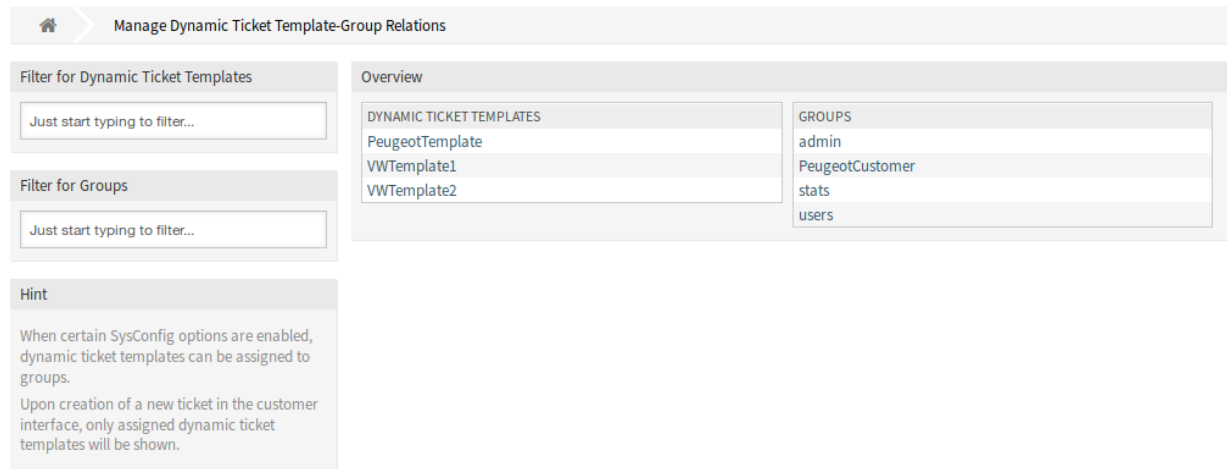 Manage Dynamic Ticket Template-Group Relations
Filter for Dynamic Ticket Templates
Just start typing to filter...
Filter for Groups
Just start typing to filter...
Hint
When certain SysConfig options are enabled,
dynamic ticket templates can be assigned to
groups.
Upon creation of a new ticket in the customer
interface, only assigned dynamic ticket
templates will be shown.
Overview
DYNAMIC TICKET TEMPLATES
PeugeotTemplate
VWTemplate1
VWTemplate2
GROUPS
admin
PeugeotCustomer
stats
users